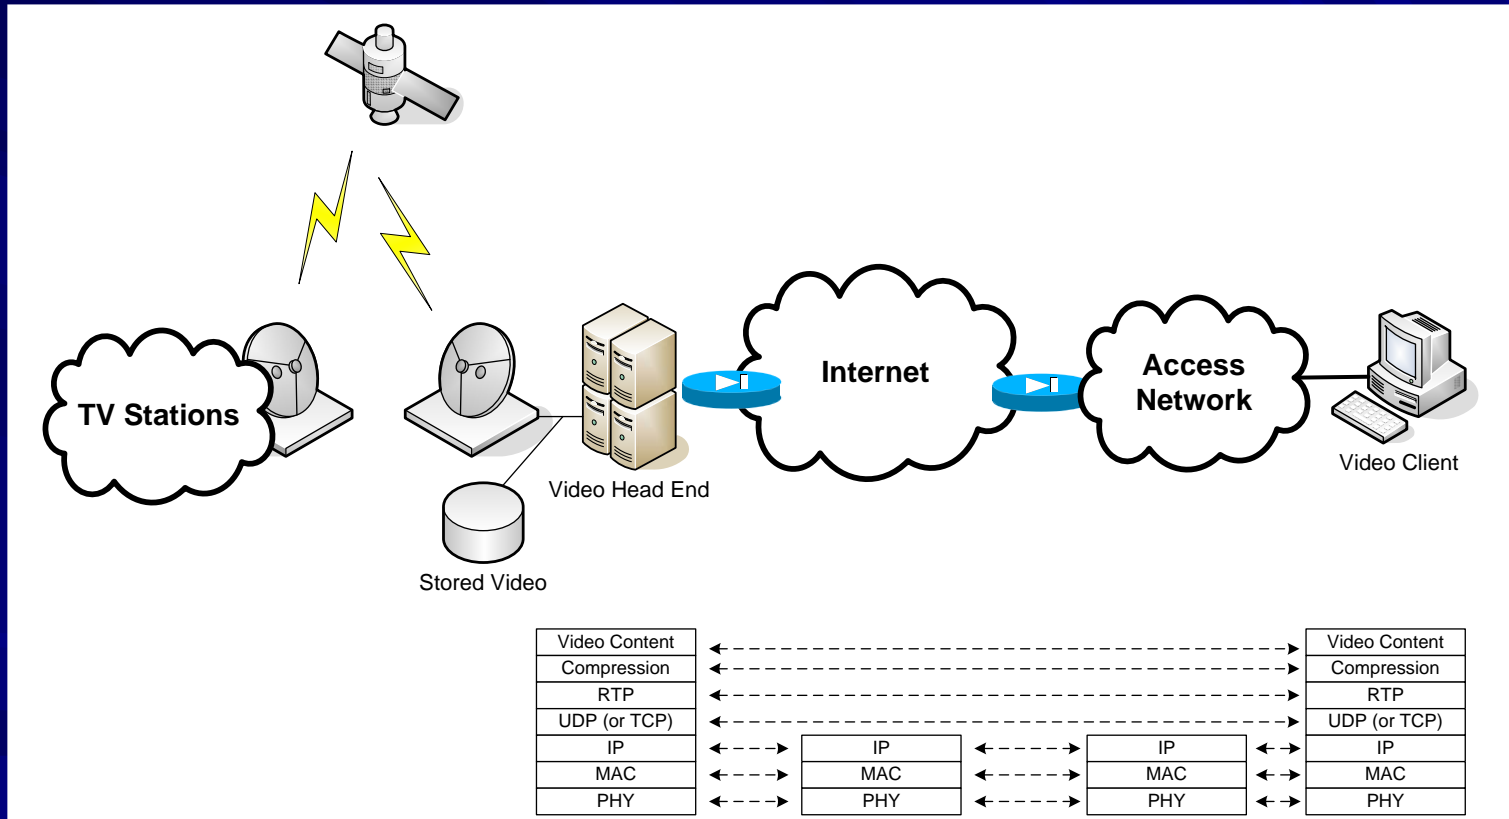 TV Stations
Internet
Access
Network
Video Client
Video Head End
Stored Video
Video Content
Compression
RTP
UDP (or TCP)
IP
MAC
PHY
IP
MAC
PHY
IP
MAC
PHY
Video Content
Compression
RTP
UDP (or TCP)
IP
MAC
PHY